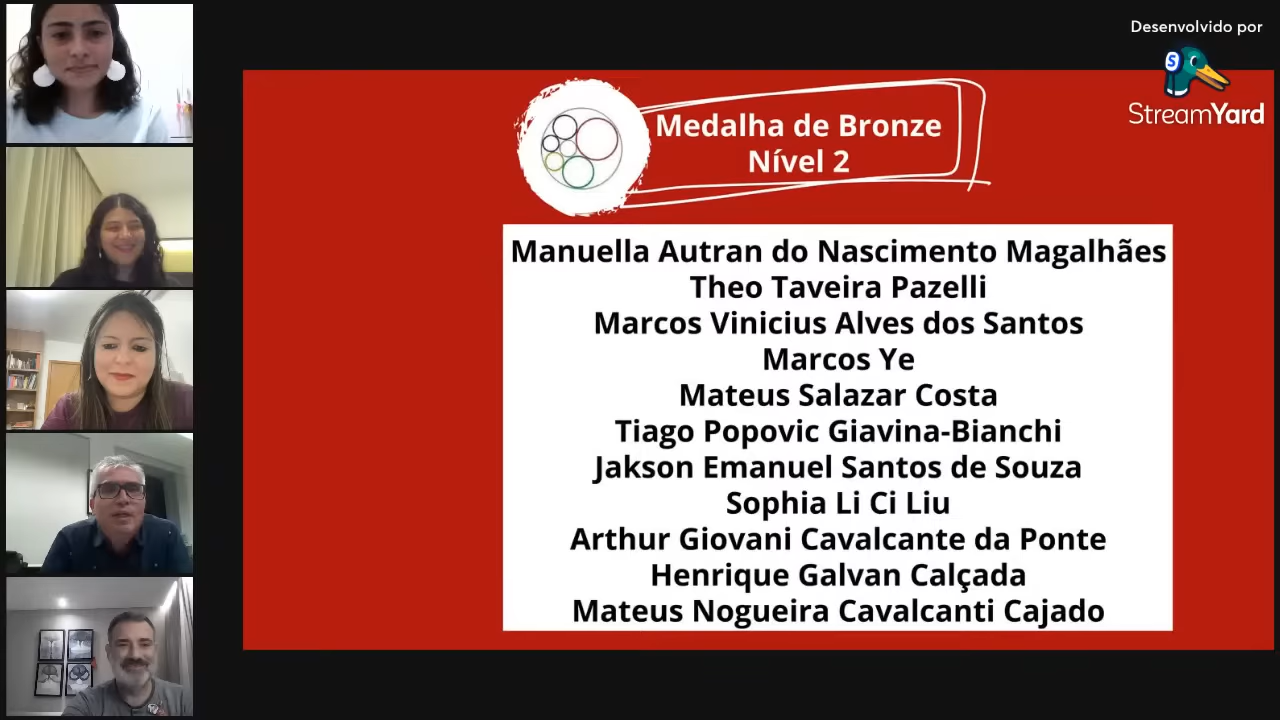 Desenvolvido por
S
StreamYard
Medalha de Bronze
Nível 2
Manuella Autran do Nascimento Magalhães
Theo Taveira Pazelli
Marcos Vinicius Alves dos Santos
Marcos Ye
Mateus Salazar Costa
Tiago Popovic Giavina-Bianchi
Jakson Emanuel Santos de Souza
Sophia Li Ci Liu
Arthur Giovani Cavalcante da Ponte
Henrique Galvan Calçada
Mateus Nogueira Cavalcanti Cajado